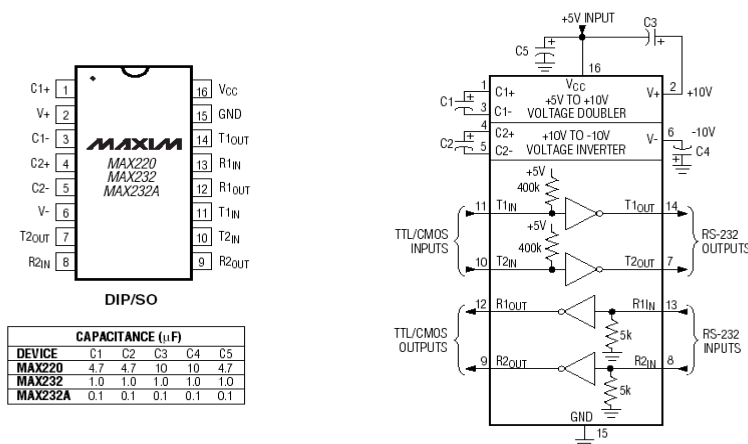 C1+ 1
V+ 2
C1- 3
C2+ 4
C2- 5
V- 6
T2OUT 7
R2IN 8
16 VCC
15 GND
14 T1OUT
13 R1IN
12 R1OUT
11 T1IN
10 T2IN
9 R2OUT
MAXIM
MAX220
MAX232
MAX232A
DIP/SO
CAPACITANCE (μF)
DEVICE C1 C2 C3 C4 C5
MAX220 4.7 4.7 10 10 4.7
MAX232 1.0 1.0 1.0 1.0 1.0
MAX232A 0.1 0.1 0.1 0.1 0.1
+5V INPUT
C3
C5
+
+
16
VCC
1 C1+
C1 +
3 C1-
+5V TO +10V
VOLTAGE DOUBLER
V+ 2 +10V
4 C2+
C2 +
5 C2-
+10V TO -10V
VOLTAGE INVERTER
V- 6 -10V
C4
+
+5V
400k
11 T1IN
T1OUT 14
+5V
400k
TTL/CMOS
INPUTS
RS-232
OUTPUTS
10 T2IN
T2OUT 7
12 R1OUT
R1IN 13
5k
TTL/CMOS
OUTPUTS
RS-232
INPUTS
9 R2OUT
R2IN 8
5k
GND
15